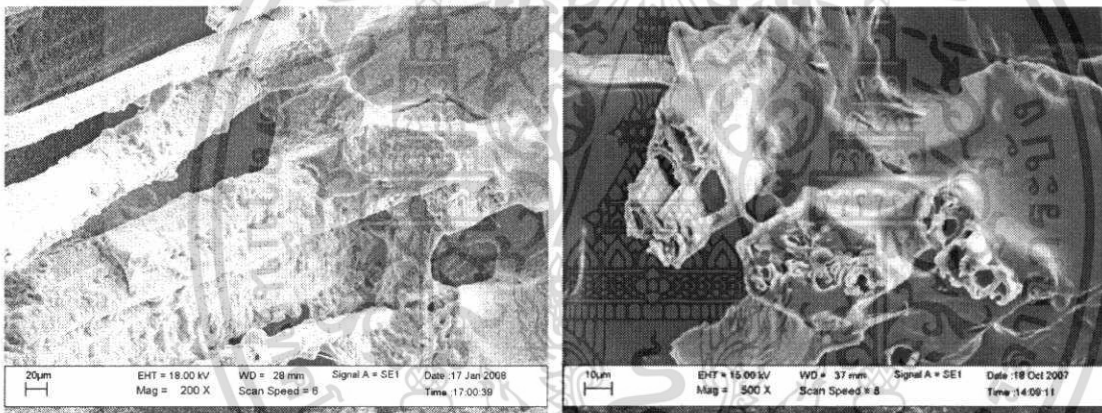 20µm EHT = 18.00 kV WD = 28 mm Signal A = SE1 Date :17 Jan 2008
Mag = 200 X Scan Speed = 6 Time :17:00:39
10µm EHT = 15.00 kV WD = 37 mm Signal A = SE1 Date :18 Oct 2007
Mag = 500 X Scan Speed = 8 Time :14:09:11